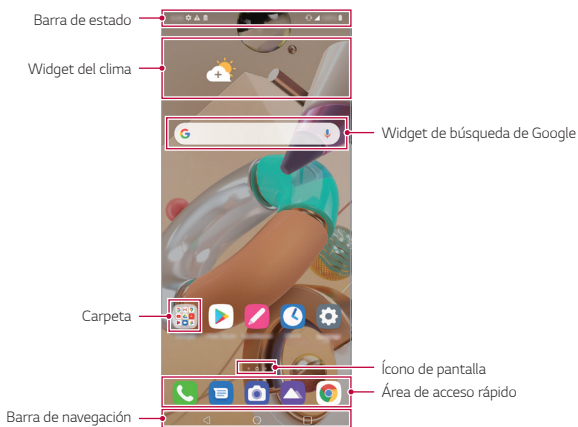 Barra de estado
Widget del clima
Widget de búsqueda de Google
Carpeta
Ícono de pantalla
Área de acceso rápido
Barra de navegación